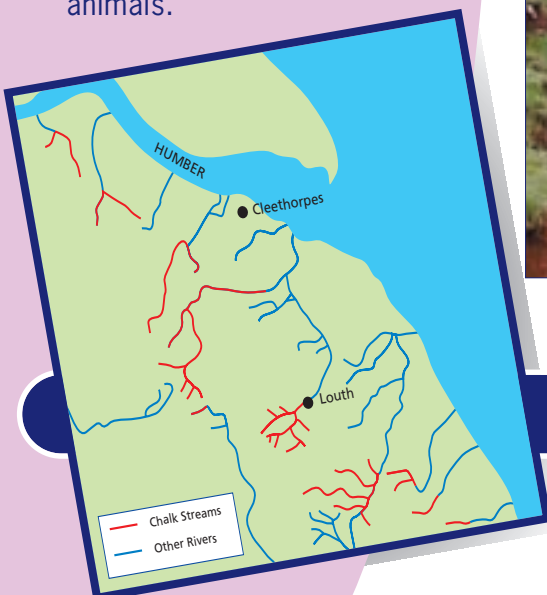 animals.
HUMBER
Cleethorpes
Louth
Chalk Streams
Other Rivers